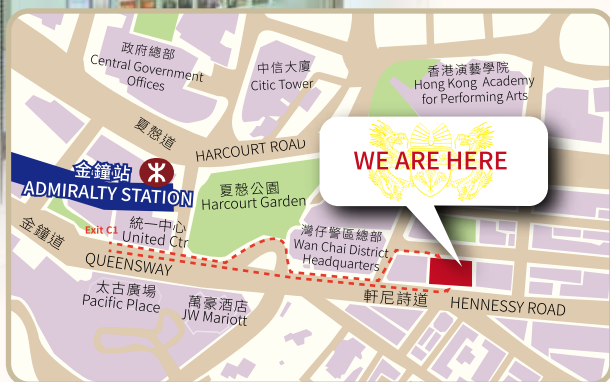 政府總部
Central Government
Offices
中信大廈
Citic Tower
香港演藝學院
Hong Kong Academy
for Performing Arts
夏慤道
HARCOURT ROAD
WE ARE HERE
金鐘站
ADMIRALTY STATION
夏慤公園
Harcourt Garden
Exit C1
統一中心
United Ctr
灣仔警區總部
Wan Chai District
Headquarters
金鐘道
QUEENSWAY
太古廣場
Pacific Place
萬豪酒店
JW Mariott
軒尼詩道
HENNESSY ROAD